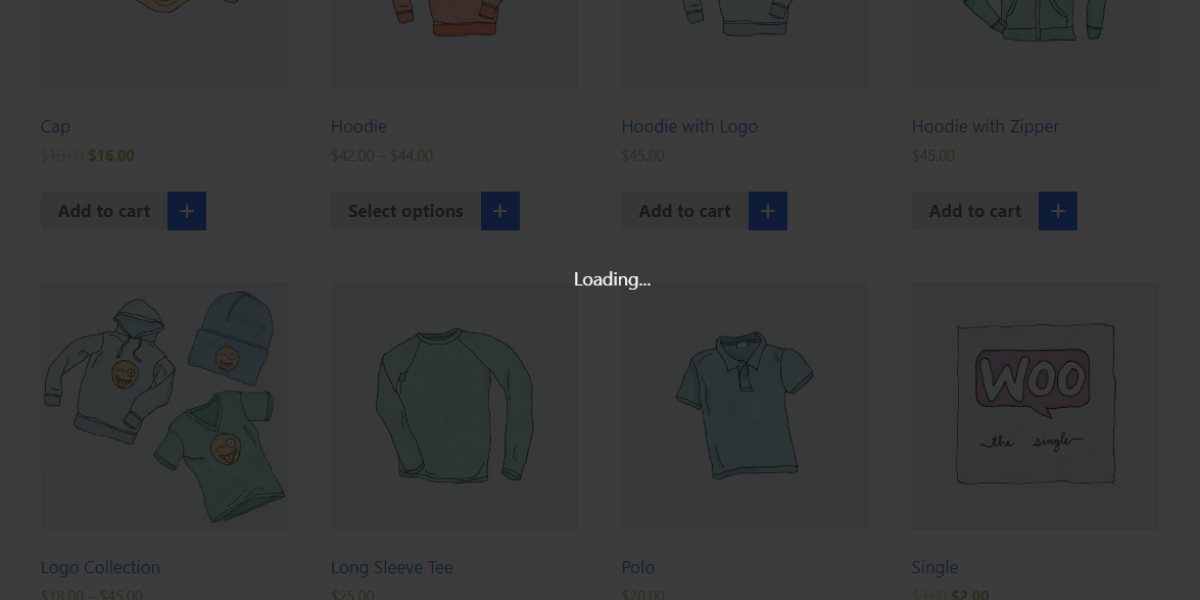 Cap
Hoodie
Hoodie with Logo
Hoodie with Zipper
$18.00 $16.00
$42.00 – $44.00
$45.00
$45.00
Add to cart +
Select options +
Add to cart +
Add to cart +
Loading...
WOO
the single
Logo Collection
Long Sleeve Tee
Polo
Single
$18.00 – $45.00
$25.00
$20.00
$3.00 $2.00